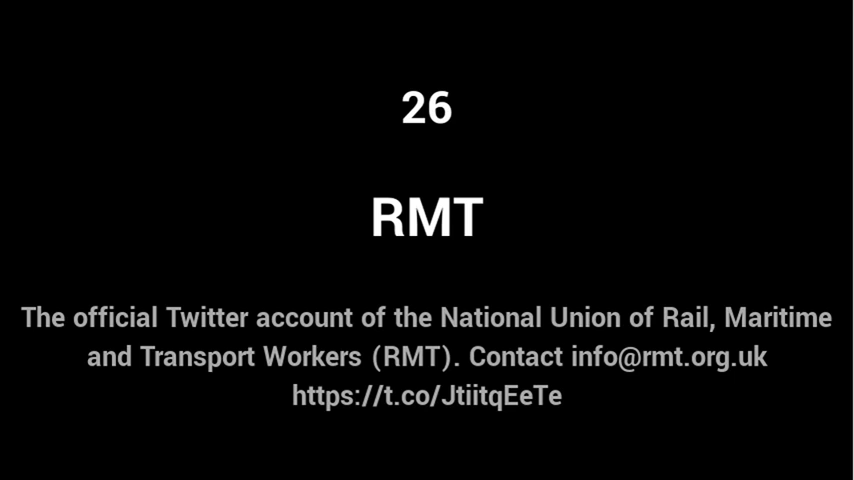 26
RMT
The official Twitter account of the National Union of Rail, Maritime
and Transport Workers (RMT). Contact info@rmt.org.uk
https://t.co/JtiitqEeTe